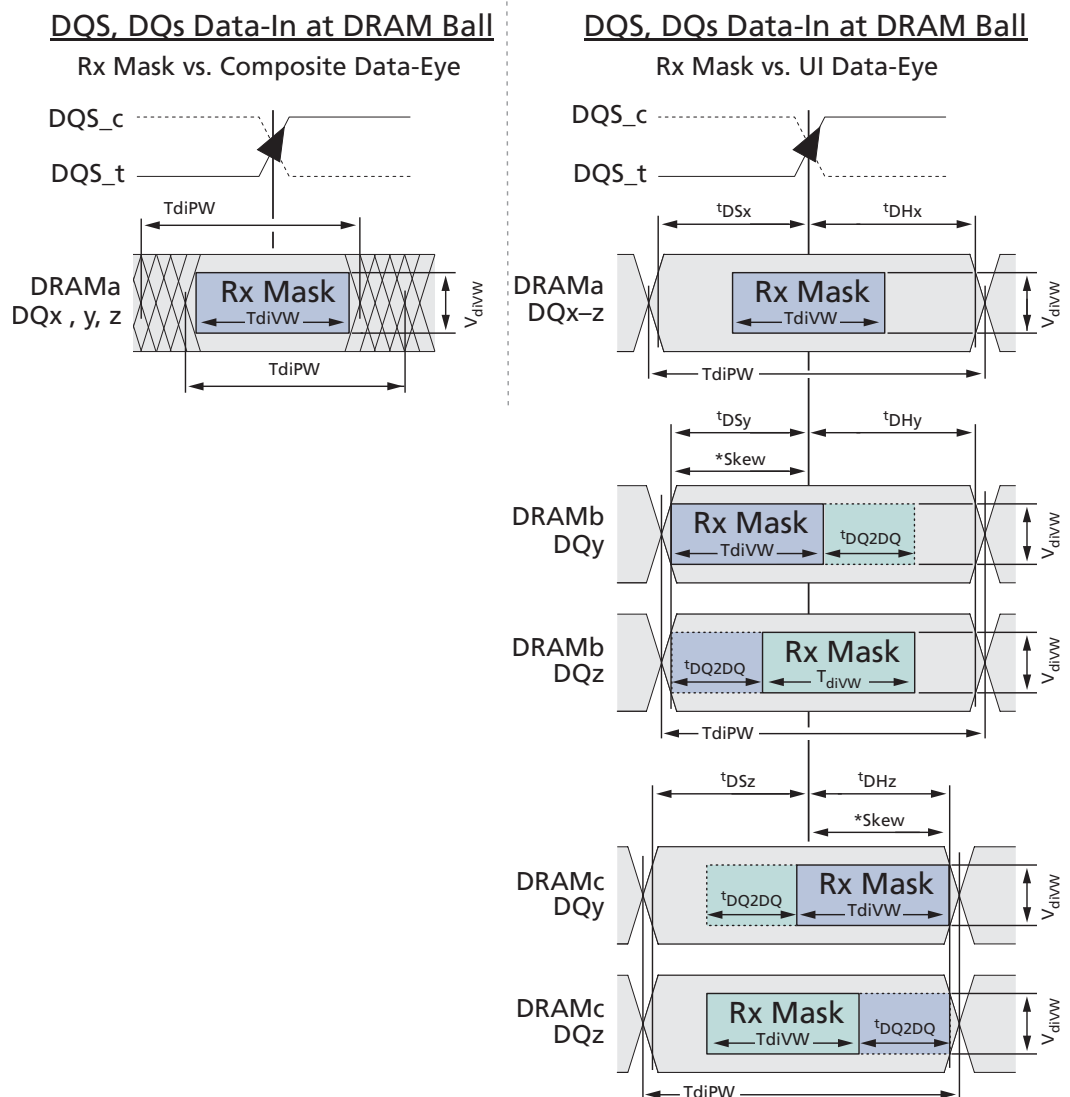 DQS, DQs Data-In at DRAM Ball
Rx Mask vs. Composite Data-Eye
DQS_c
DQS_t
TdiPW
DRAMa
DQx , y, z
Rx Mask
TdiVW
VdiVW
TdiPW
DQS, DQs Data-In at DRAM Ball
Rx Mask vs. UI Data-Eye
DQS_c
DQS_t
tDSx
tDHx
DRAMa
DQx–z
Rx Mask
TdiVW
VdiVW
TdiPW
tDSy
tDHy
*Skew
DRAMb
DQy
Rx Mask
TdiVW
tDQ2DQ
VdiVW
DRAMb
DQz
tDQ2DQ
Rx Mask
TdiVW
VdiVW
TdiPW
tDSz
tDHz
*Skew
DRAMc
DQy
tDQ2DQ
Rx Mask
TdiVW
VdiVW
DRAMc
DQz
Rx Mask
TdiVW
tDQ2DQ
VdiVW
TdiPW